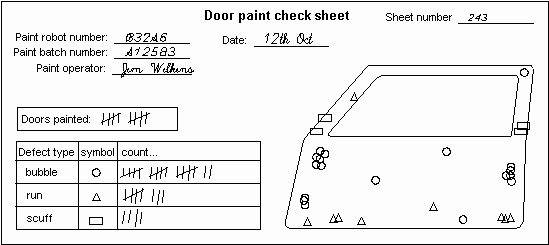 Door paint check sheet
Sheet number 243
Paint robot number: B32A6
Date: 12th Oct
Paint batch number: A12583
Paint operator: Jim Wilkins
Doors painted:
Defect type symbol count...
bubble
run
scuff